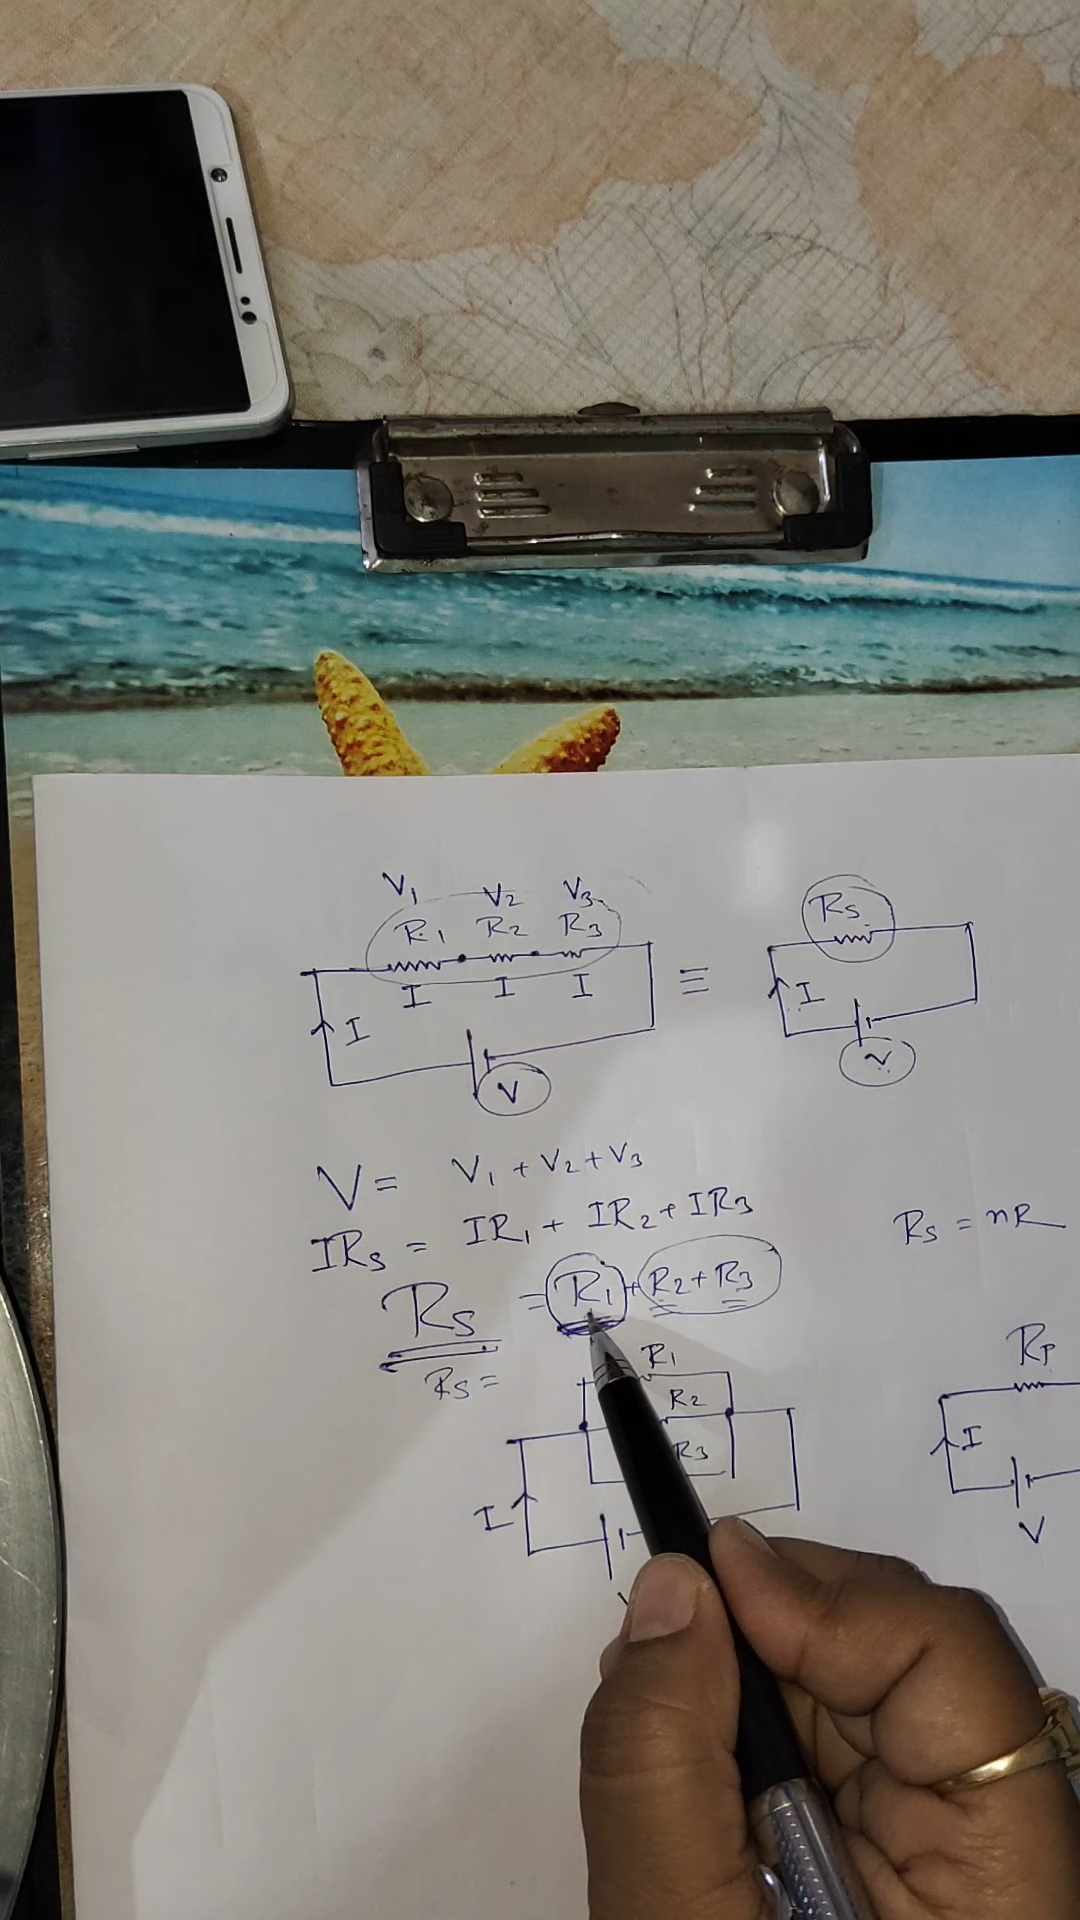 V₁ V₂ V₃
R₁ R₂ R₃
I I I
I
V
≡
Rs
I
V
V = V₁ + V₂ + V₃
IRs = IR₁ + IR₂ + IR₃
Rs = nR
Rs = R₁ + R₂ + R₃
Rs =
R₁
R₂
R₃
I
Rp
I
V